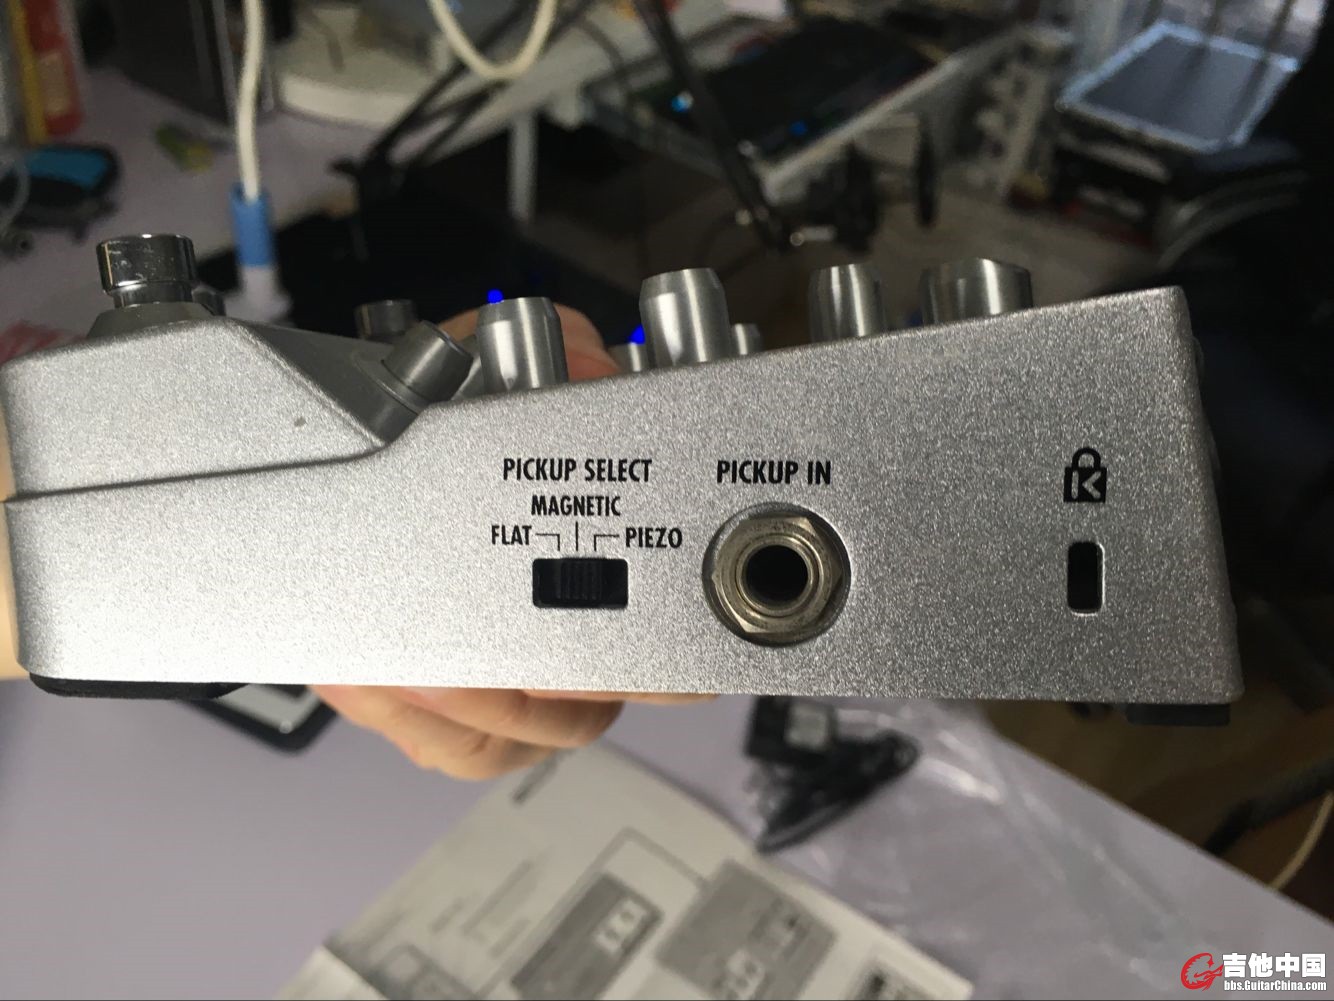 PICKUP SELECT
MAGNETIC
FLAT
PIEZO
PICKUP IN
K
吉他中国
bbs.GuitarChina.com